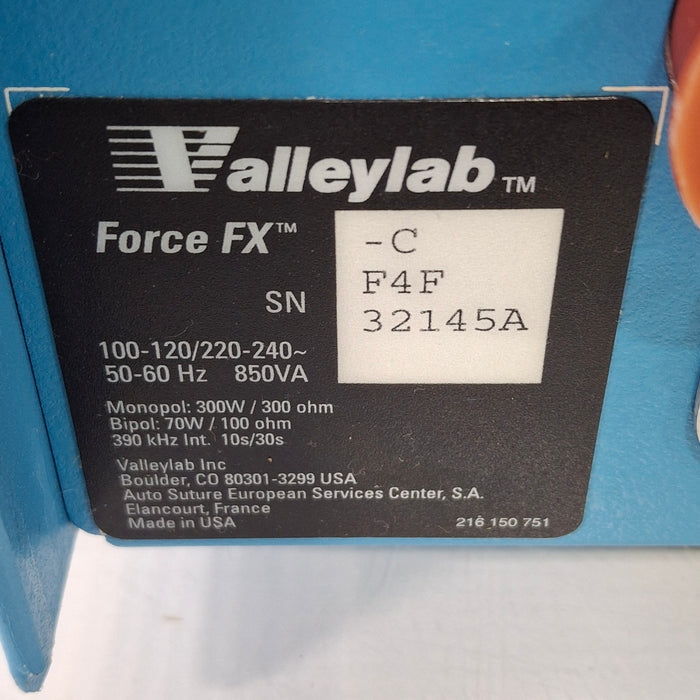 Valleylab TM
Force FX™
-C
SN
F4F
32145A
100-120/220-240~
50-60 Hz 850VA
Monopol: 300W / 300 ohm
Bipol: 70W / 100 ohm
390 kHz Int. 10s/30s
Valleylab Inc
Boulder, CO 80301-3299 USA
Auto Suture European Services Center, S.A.
Elancourt, France
Made in USA
216 150 751